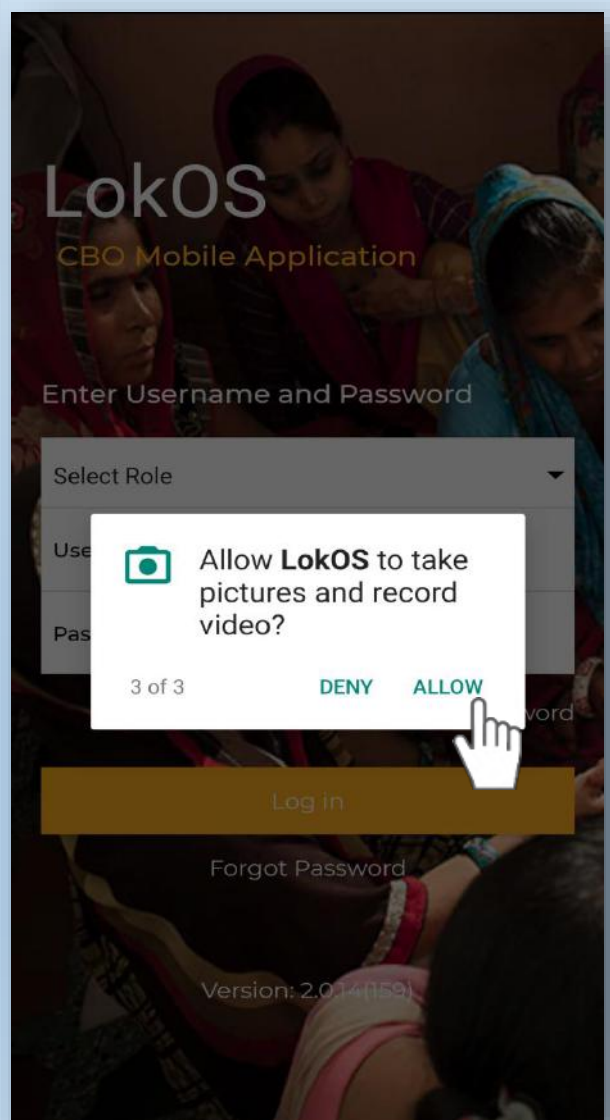 LokOS
CBO Mobile Application
Enter Username and Password
Select Role
Use
Pas
Allow LokOS to take
pictures and record
video?
3 of 3 DENY ALLOW
word
Log in
Forgot Password
Version: 2.0.14(159)